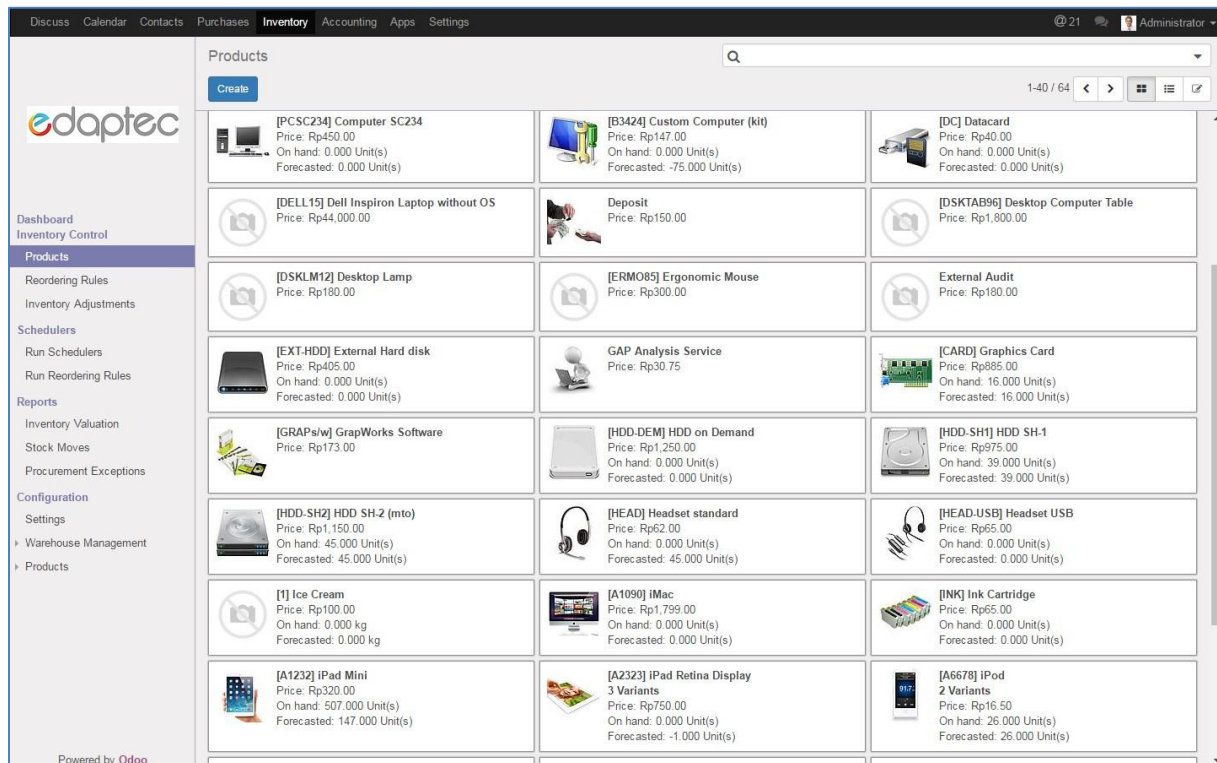 Discuss Calendar Contacts Purchases Inventory Accounting Apps Settings
@ 21 Administrator
edaptec
Dashboard
Inventory Control
Products
Reordering Rules
Inventory Adjustments
Schedulers
Run Schedulers
Run Reordering Rules
Reports
Inventory Valuation
Stock Moves
Procurement Exceptions
Configuration
Settings
Warehouse Management
Products
Powered by Odoo
Products
Create
1-40 / 64
[PCSC234] Computer SC234
Price: Rp450.00
On hand: 0.000 Unit(s)
Forecasted: 0.000 Unit(s)
[B3424] Custom Computer (kit)
Price: Rp147.00
On hand: 0.000 Unit(s)
Forecasted: -75.000 Unit(s)
[DC] Datacard
Price: Rp40.00
On hand: 0.000 Unit(s)
Forecasted: 0.000 Unit(s)
[DELL15] Dell Inspiron Laptop without OS
Price: Rp44,000.00
Deposit
Price: Rp150.00
[DSKTAB96] Desktop Computer Table
Price: Rp1,800.00
[DSKLM12] Desktop Lamp
Price: Rp180.00
[ERMO85] Ergonomic Mouse
Price: Rp300.00
External Audit
Price: Rp180.00
[EXT-HDD] External Hard disk
Price: Rp405.00
On hand: 0.000 Unit(s)
Forecasted: 0.000 Unit(s)
GAP Analysis Service
Price: Rp30.75
[CARD] Graphics Card
Price: Rp885.00
On hand: 16.000 Unit(s)
Forecasted: 16.000 Unit(s)
[GRAPs/w] GrapWorks Software
Price: Rp173.00
[HDD-DEM] HDD on Demand
Price: Rp1,250.00
On hand: 0.000 Unit(s)
Forecasted: 0.000 Unit(s)
[HDD-SH1] HDD SH-1
Price: Rp975.00
On hand: 39.000 Unit(s)
Forecasted: 39.000 Unit(s)
[HDD-SH2] HDD SH-2 (mto)
Price: Rp1,150.00
On hand: 45.000 Unit(s)
Forecasted: 45.000 Unit(s)
[HEAD] Headset standard
Price: Rp62.00
On hand: 0.000 Unit(s)
Forecasted: 45.000 Unit(s)
[HEAD-USB] Headset USB
Price: Rp65.00
On hand: 0.000 Unit(s)
Forecasted: 0.000 Unit(s)
[1] Ice Cream
Price: Rp100.00
On hand: 0.000 kg
Forecasted: 0.000 kg
[A1090] iMac
Price: Rp1,799.00
On hand: 0.000 Unit(s)
Forecasted: 0.000 Unit(s)
[INK] Ink Cartridge
Price: Rp65.00
On hand: 0.000 Unit(s)
Forecasted: 0.000 Unit(s)
[A1232] iPad Mini
Price: Rp320.00
On hand: 507.000 Unit(s)
Forecasted: 147.000 Unit(s)
[A2323] iPad Retina Display
3 Variants
Price: Rp750.00
On hand: 0.000 Unit(s)
Forecasted: -1.000 Unit(s)
[A6678] iPod
2 Variants
Price: Rp16.50
On hand: 26.000 Unit(s)
Forecasted: 26.000 Unit(s)